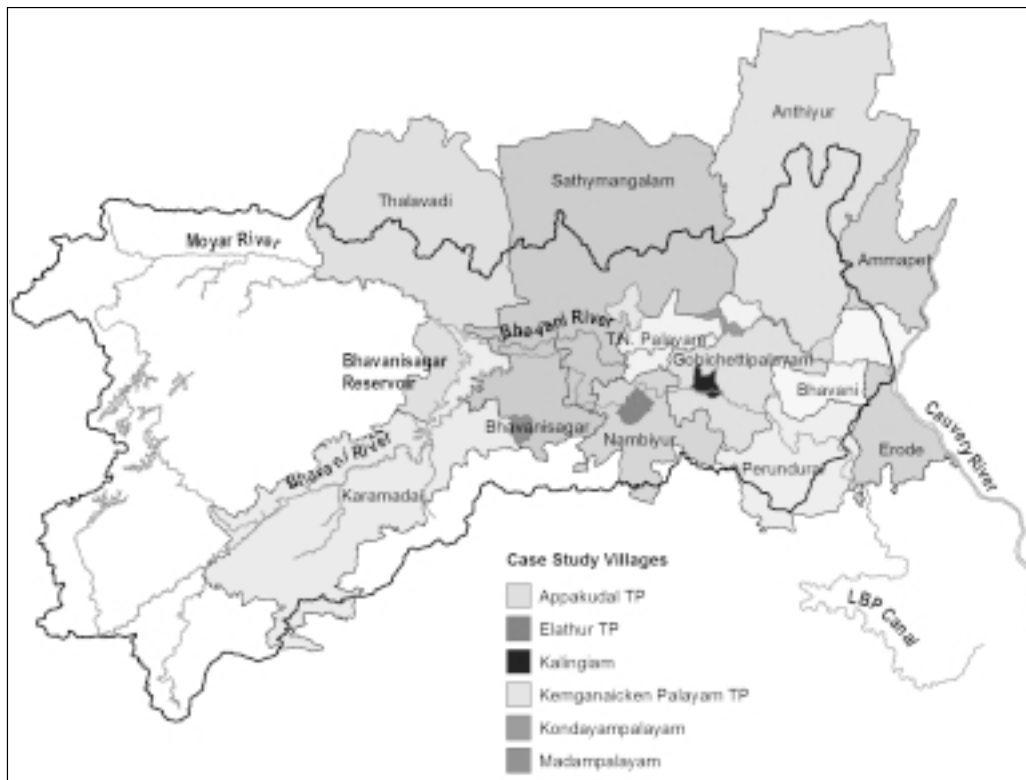 Anthiyur
Sathymangalam
Thalavadi
Moyar River
Ammapet
Bhavani River
T.N. Palayam
Bhavanisagar
Reservoir
Gobichettipalayam
Bhavani
Bhavanisagar
Nambiyur
Bhavani River
Cauvery River
Erode
Perundurai
Karamadai
Case Study Villages
Appakudal TP
Elathur TP
Kalingiam
Kemganaicken Palayam TP
Kondayampalayam
Madampalayam
LBP Canal